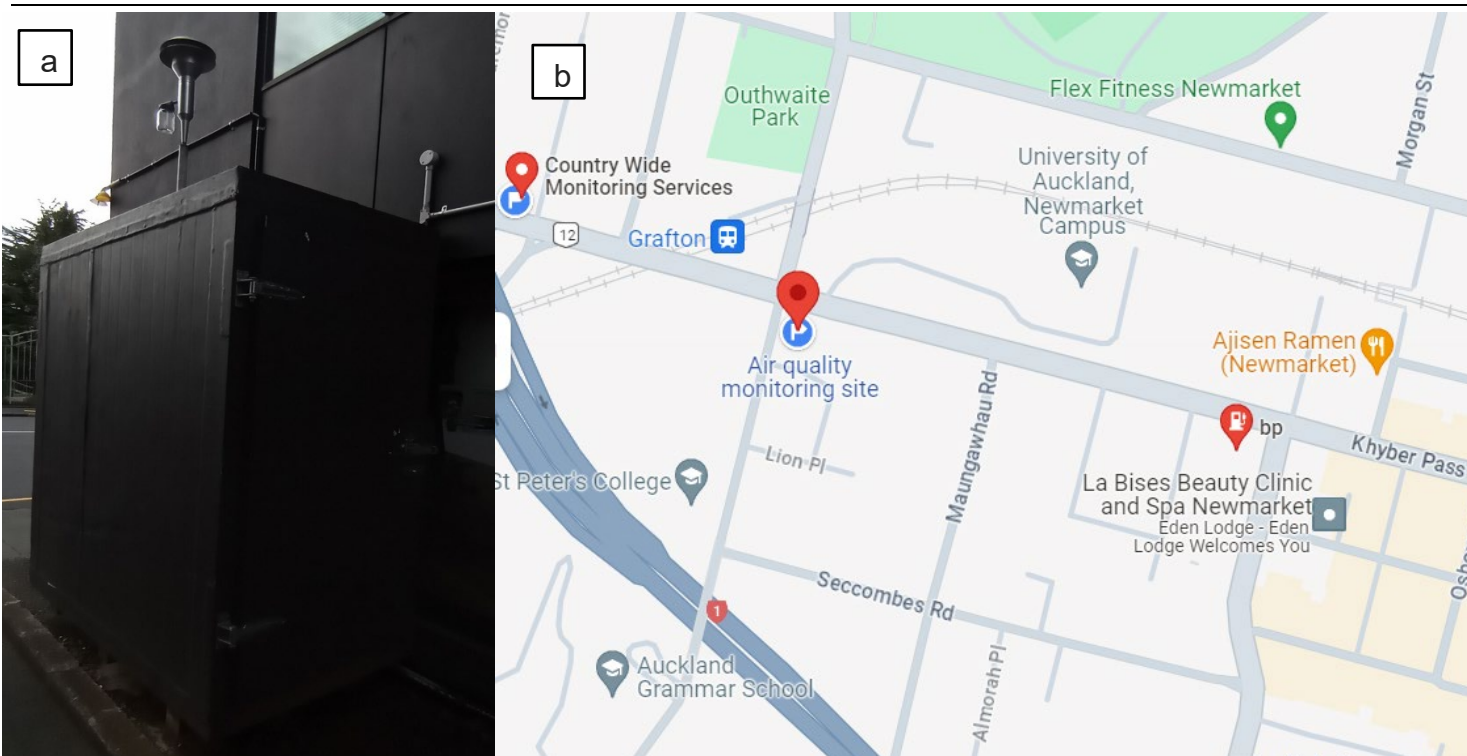 a
b
Outhwaite
Park
Flex Fitness Newmarket
Morgan St
Country Wide
Monitoring Services
University of
Auckland,
Newmarket
Campus
12
Grafton
Ajisen Ramen
(Newmarket)
Air quality
monitoring site
bp
Maungawhau Rd
Khyber Pass
Lion Pl
St Peter's College
La Bises Beauty Clinic
and Spa Newmarket
Eden Lodge - Eden
Lodge Welcomes You
Seccombes Rd
1
Auckland
Grammar School
Almorah Pl